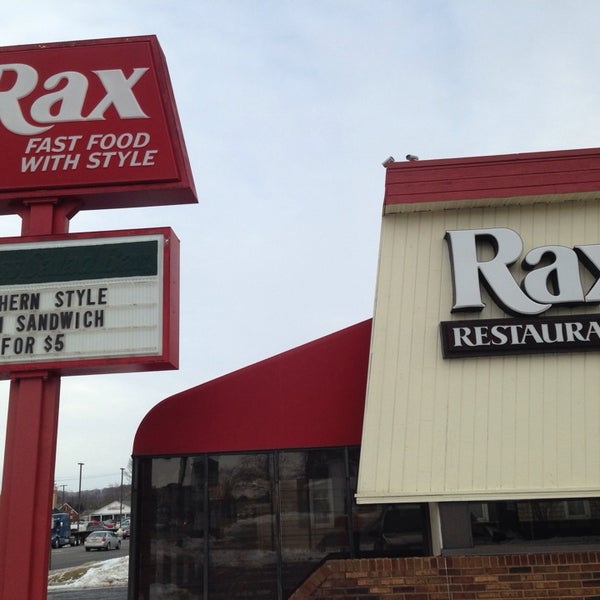 Rax
FAST FOOD
WITH STYLE
HERN STYLE
SANDWICH
FOR $5
Rax
RESTAURA